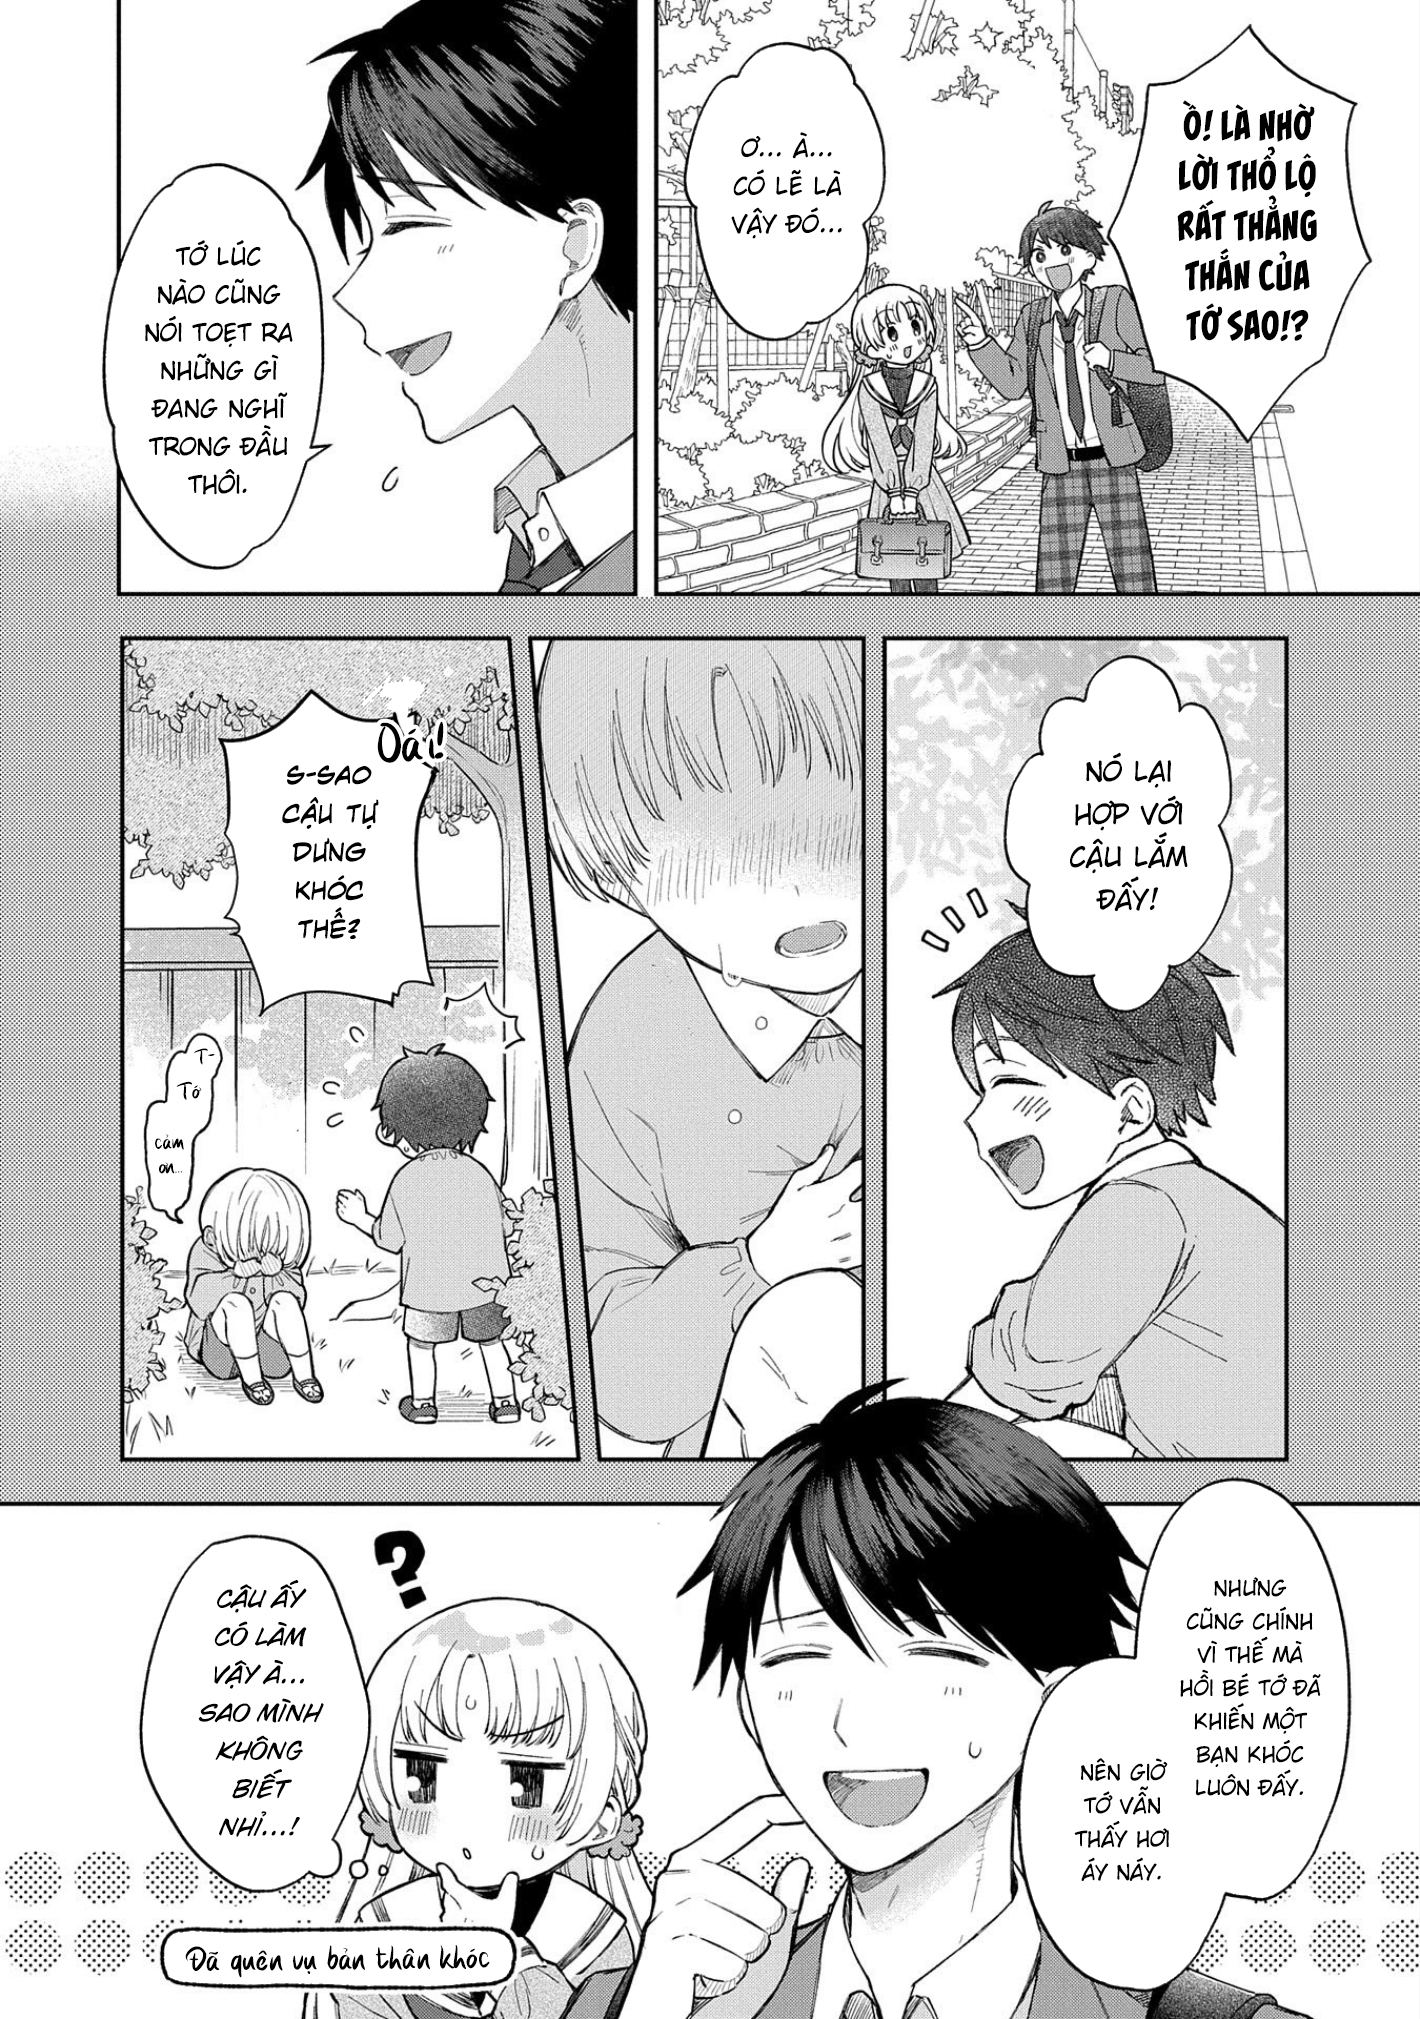 Ồ! LÀ NHỜ
LỜI THỔ LỘ
RẤT THẲNG
THẮN CỦA
TỚ SAO!?
Ơ... À...
CÓ LẼ LÀ
VẬY ĐÓ...
TỚ LÚC
NÀO CŨNG
NÓI TOẸT RA
NHỮNG GÌ
ĐANG NGHĨ
TRONG ĐẦU
THÔI.
NÓ LẠI
HỢP VỚI
CẬU LẮM
ĐẤY!
Oái!
S-SAO
CẬU TỰ
DƯNG
KHÓC
THẾ?
T-
Tớ
cảm
ơn...
NHƯNG
CŨNG CHÍNH
VÌ THẾ MÀ
HỒI BÉ TỚ ĐÃ
KHIẾN MỘT
BẠN KHÓC
LUÔN ĐẤY.
NÊN GIỜ
TỚ VẪN
THẤY HƠI
ÁY NÁY.
?
CẬU ẤY
CÓ LÀM
VẬY À...
SAO MÌNH
KHÔNG
BIẾT
NHỈ...!
Đã quên vụ bản thân khóc